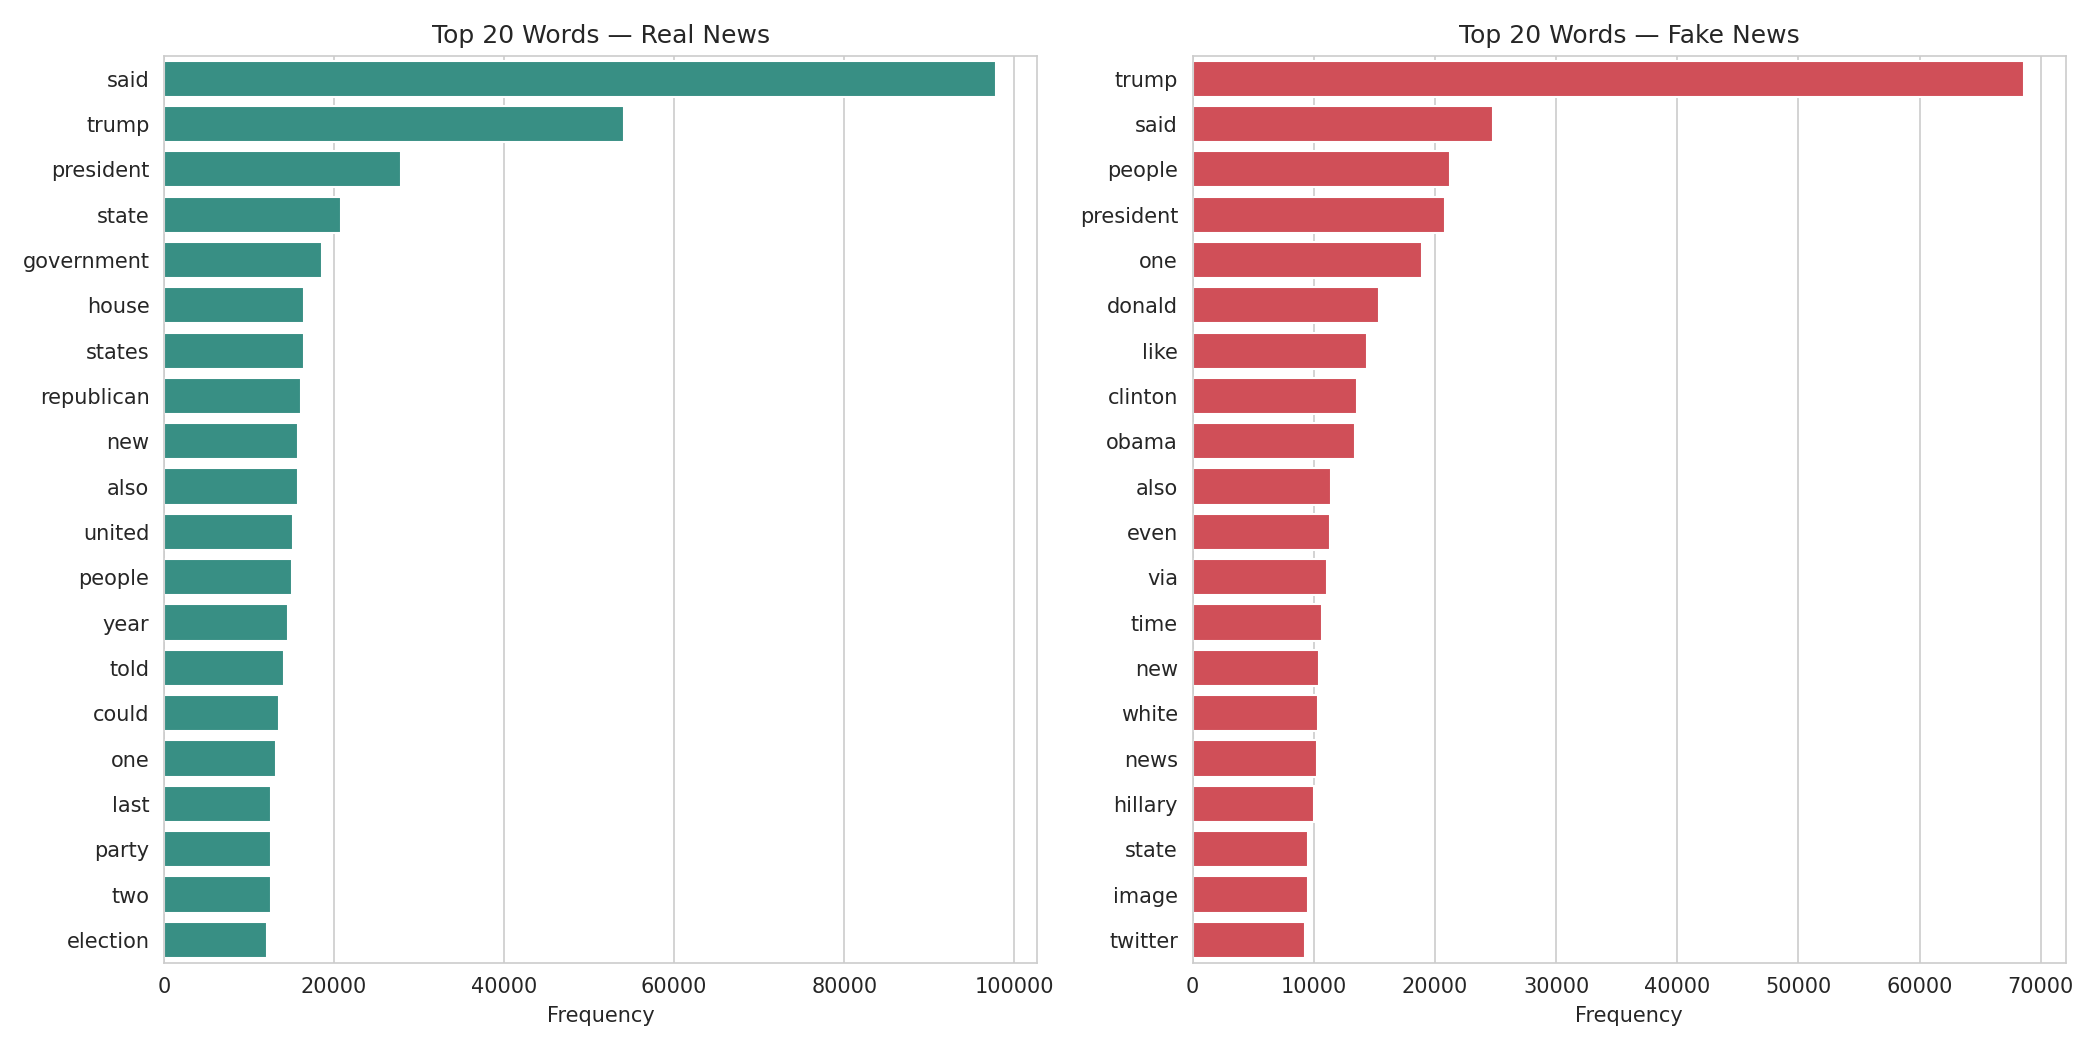 Top 20 Words — Real News
said
trump
president
state
government
house
states
republican
new
also
united
people
year
told
could
one
last
party
two
election
0 20000 40000 60000 80000 100000
Frequency
Top 20 Words — Fake News
trump
said
people
president
one
donald
like
clinton
obama
also
even
via
time
new
white
news
hillary
state
image
twitter
0 10000 20000 30000 40000 50000 60000 70000
Frequency